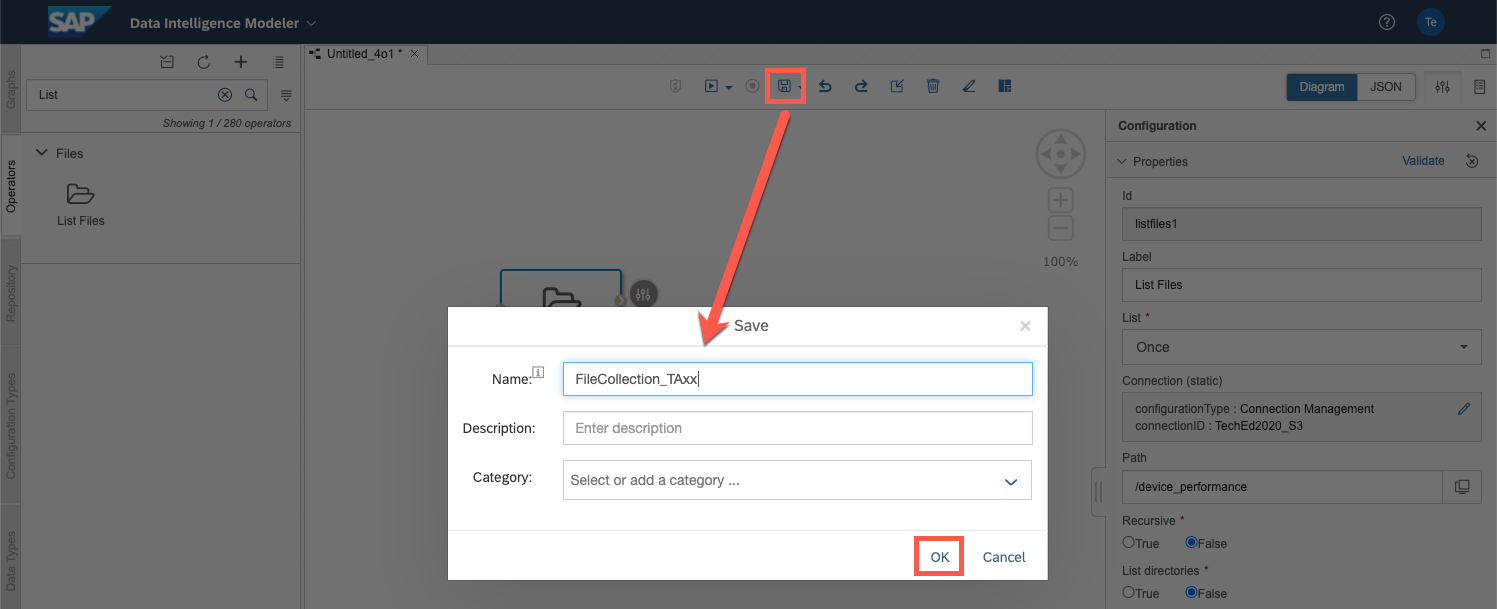 SAP
Data Intelligence Modeler
Te
Graphs
Operators
Repository
Configuration Types
Data Types
List
Showing 1 / 280 operators
Files
List Files
Untitled_4o1 *
Diagram
JSON
100%
Save
Name:
FileCollection_TAxx
Description:
Enter description
Category:
Select or add a category ...
OK
Cancel
Configuration
Properties
Validate
Id
listfiles1
Label
List Files
List *
Once
Connection (static)
configurationType : Connection Management
connectionID : TechEd2020_S3
Path
/device_performance
Recursive *
True
False
List directories *
True
False